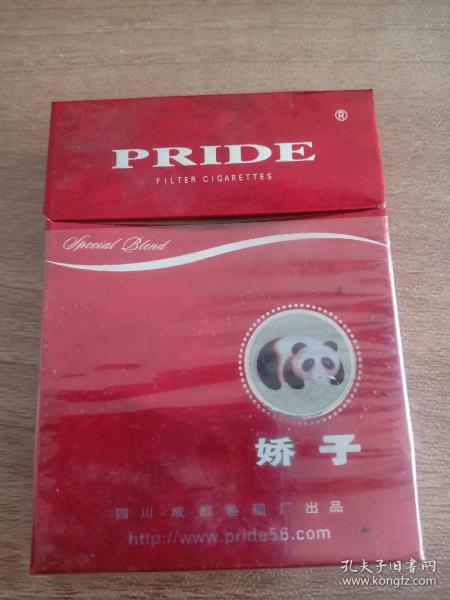 PRIDE ®
FILTER CIGARETTES
Special Blend
娇子
四川成都卷烟厂出品
http://www.pride56.com
孔夫子旧书网
www.kongfz.com